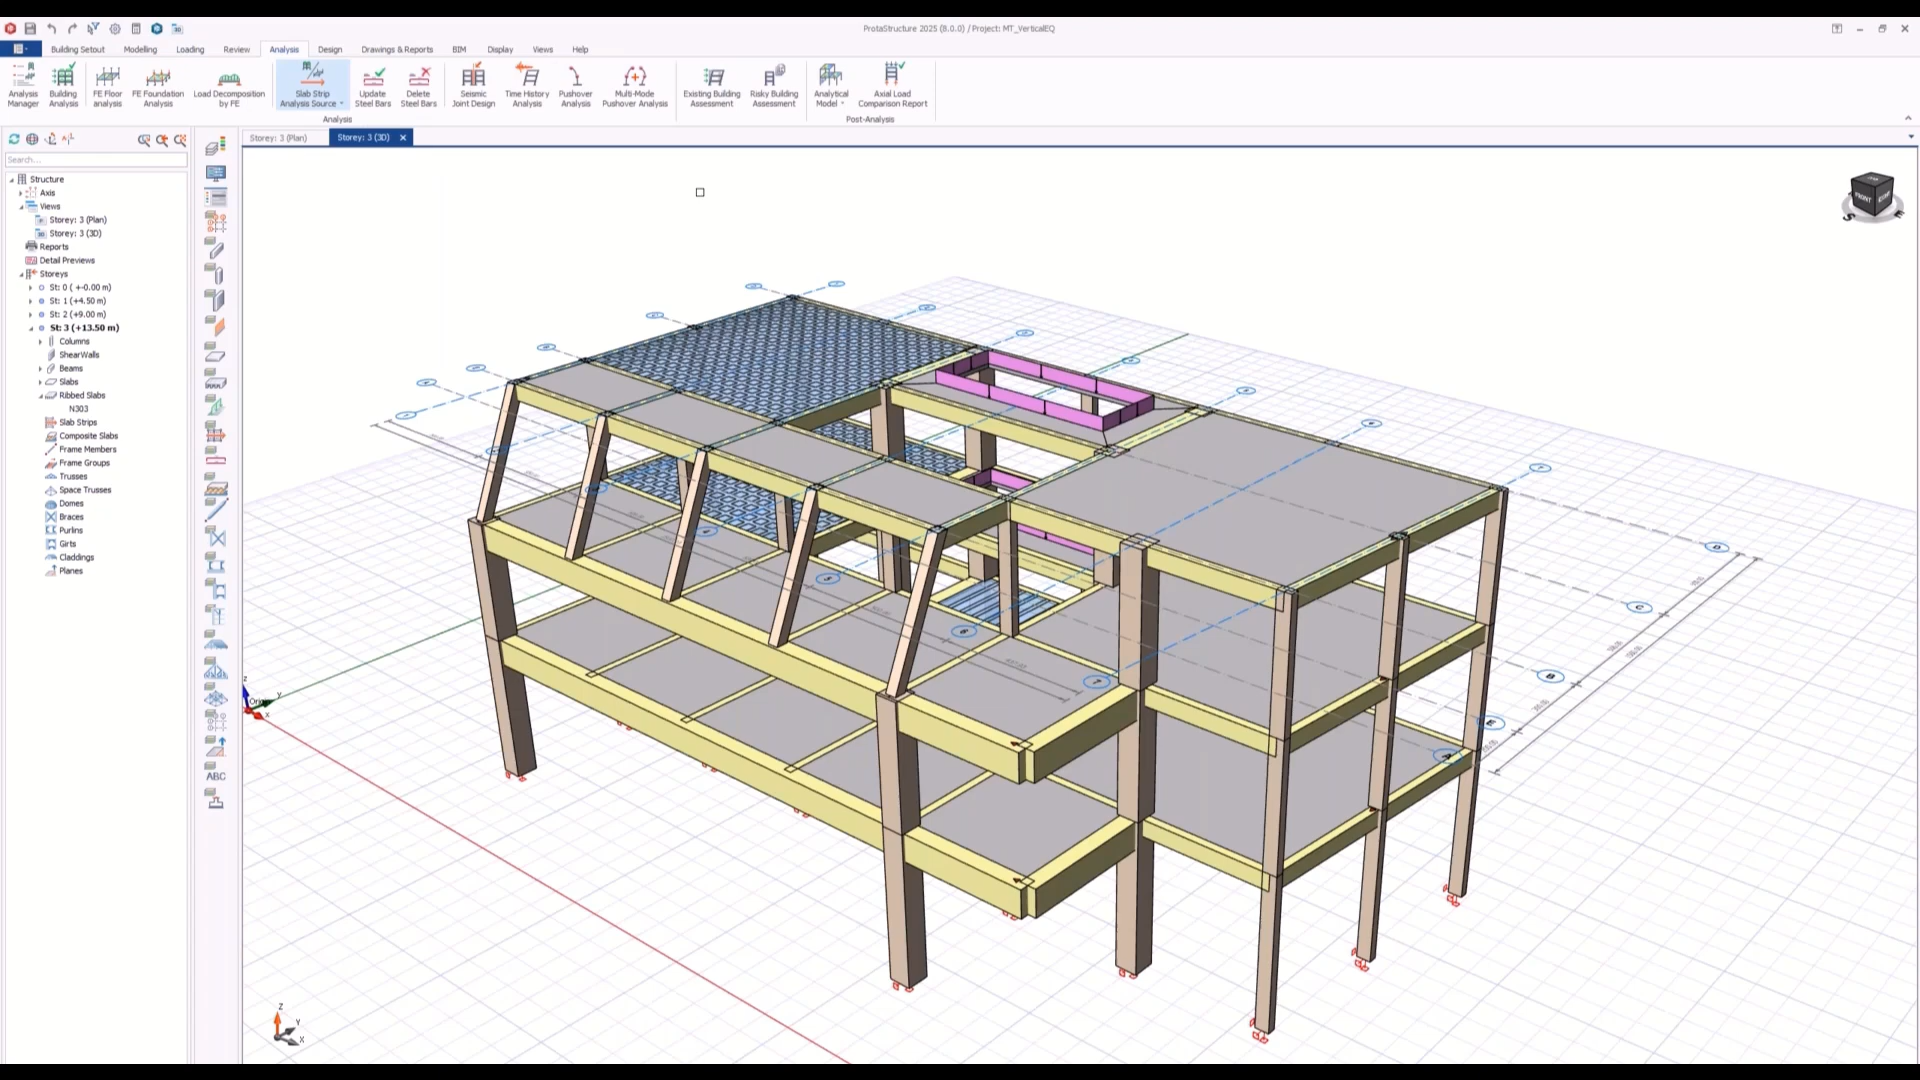 ProtaStructure 2025 (8.0.0) / Project: MT_VerticalEQ
Building Setout Modelling Loading Review Analysis Design Drawings & Reports BIM Display Views Help
Analysis Manager
Building Analysis
FE Floor analysis
FE Foundation Analysis
Load Decomposition by FE
Slab Strip Analysis Source
Update Steel Bars
Delete Steel Bars
Seismic Joint Design
Time History Analysis
Pushover Analysis
Multi-Mode Pushover Analysis
Existing Building Assessment
Risky Building Assessment
Analytical Model
Axial Load Comparison Report
Analysis
Post-Analysis
Storey: 3 (Plan)
Storey: 3 (3D)
Search...
Structure
Axis
Views
Storey: 3 (Plan)
Storey: 3 (3D)
Reports
Detail Previews
Storeys
St: 0 ( +-0.00 m)
St: 1 (+4.50 m)
St: 2 (+9.00 m)
St: 3 (+13.50 m)
Columns
ShearWalls
Beams
Slabs
Ribbed Slabs
N303
Slab Strips
Composite Slabs
Frame Members
Frame Groups
Trusses
Space Trusses
Domes
Braces
Purlins
Girts
Claddings
Planes
ABC
FRONT
S
E
D
C
B
E
A
4
5
6
7
z
y
x
Z
Y
X